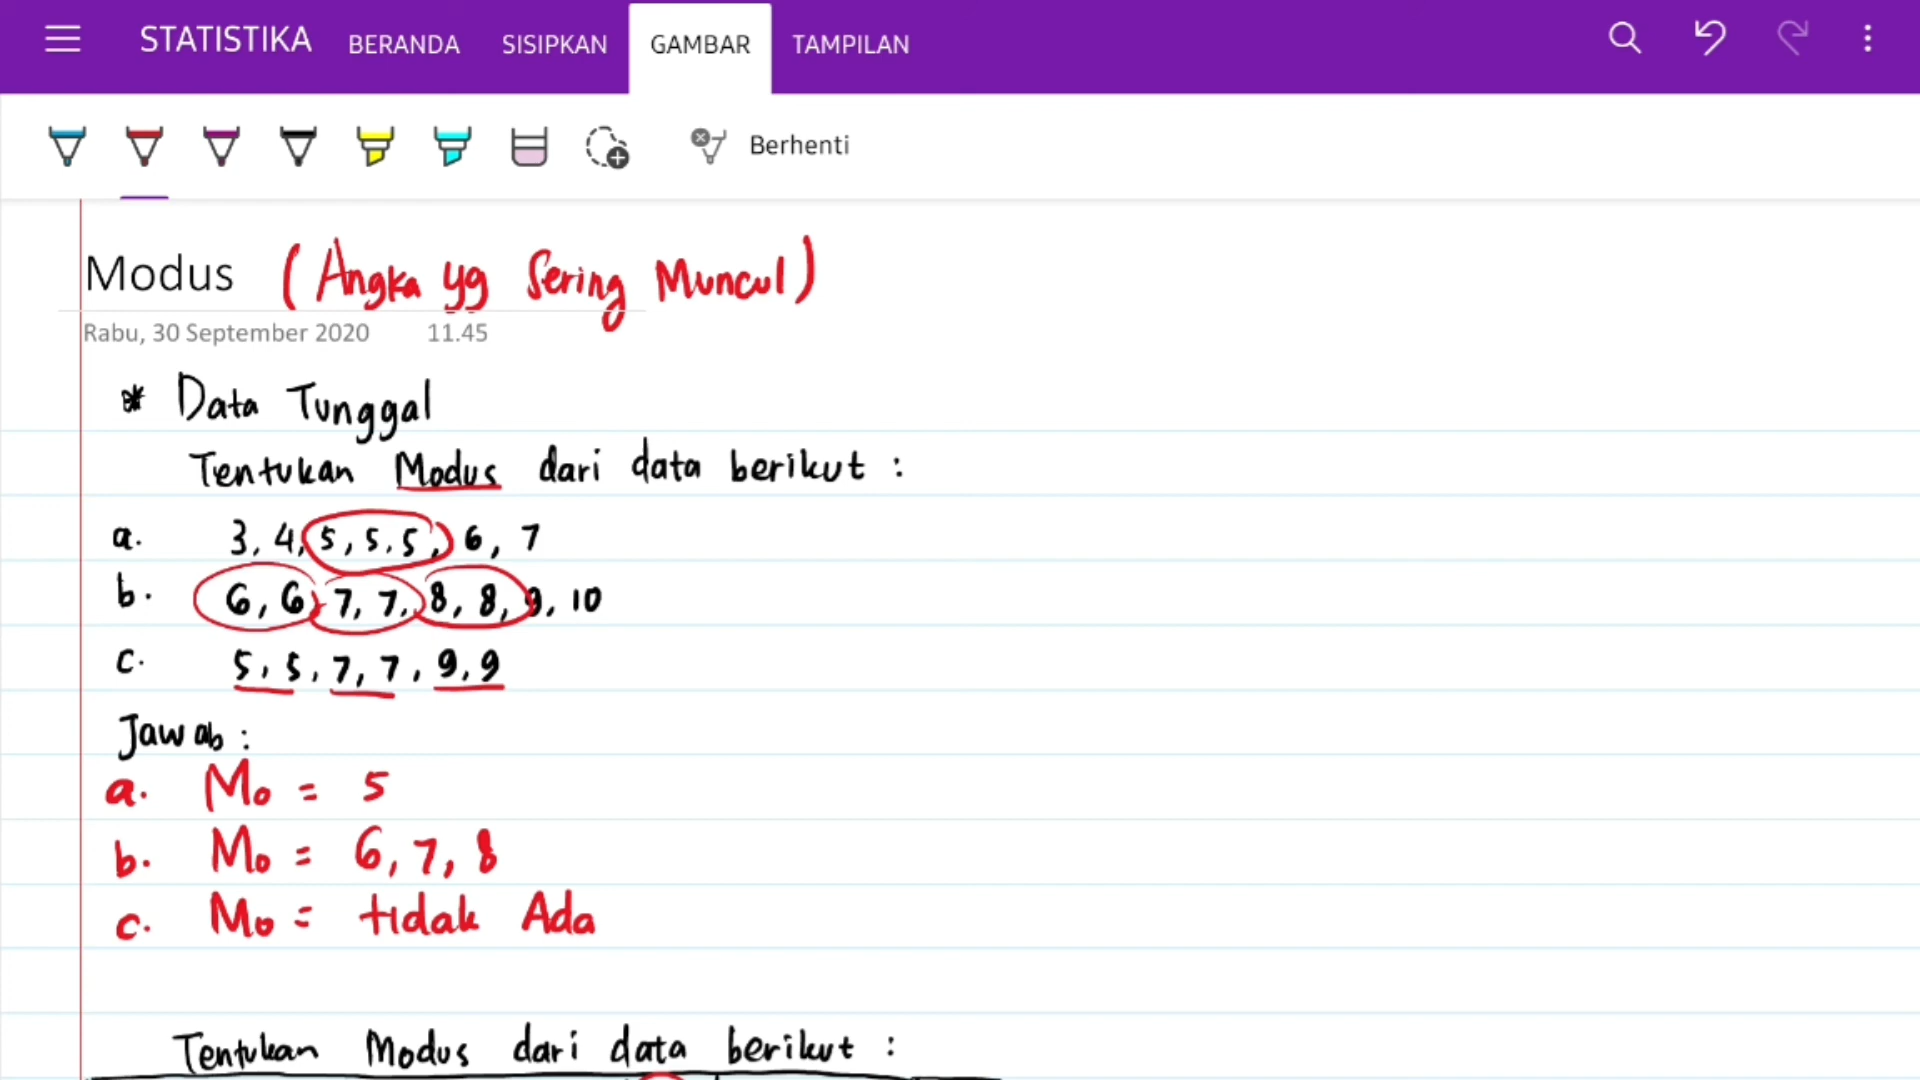 STATISTIKA BERANDA SISIPKAN GAMBAR TAMPILAN
Berhenti
Modus (Angka yg Sering Muncul)
Rabu, 30 September 2020 11.45
* Data Tunggal
Tentukan Modus dari data berikut :
a. 3, 4, 5, 5, 5, 6, 7
b. 6, 6, 7, 7, 8, 8, 9, 10
c. 5, 5, 7, 7, 9, 9
Jawab :
a. Mo = 5
b. Mo = 6, 7, 8
c. Mo = tidak Ada
Tentukan Modus dari data berikut :